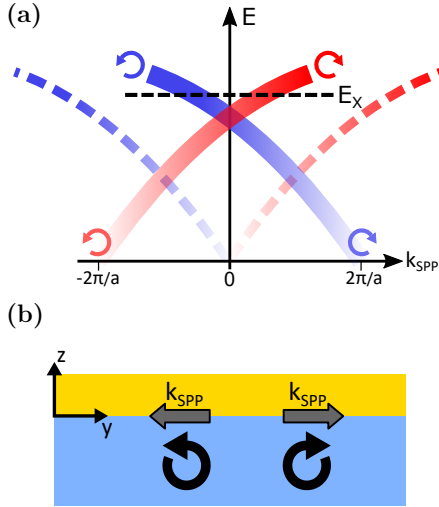 (a)
E
E_X
k_SPP
-2π/a
0
2π/a
(b)
z
k_SPP k_SPP
y